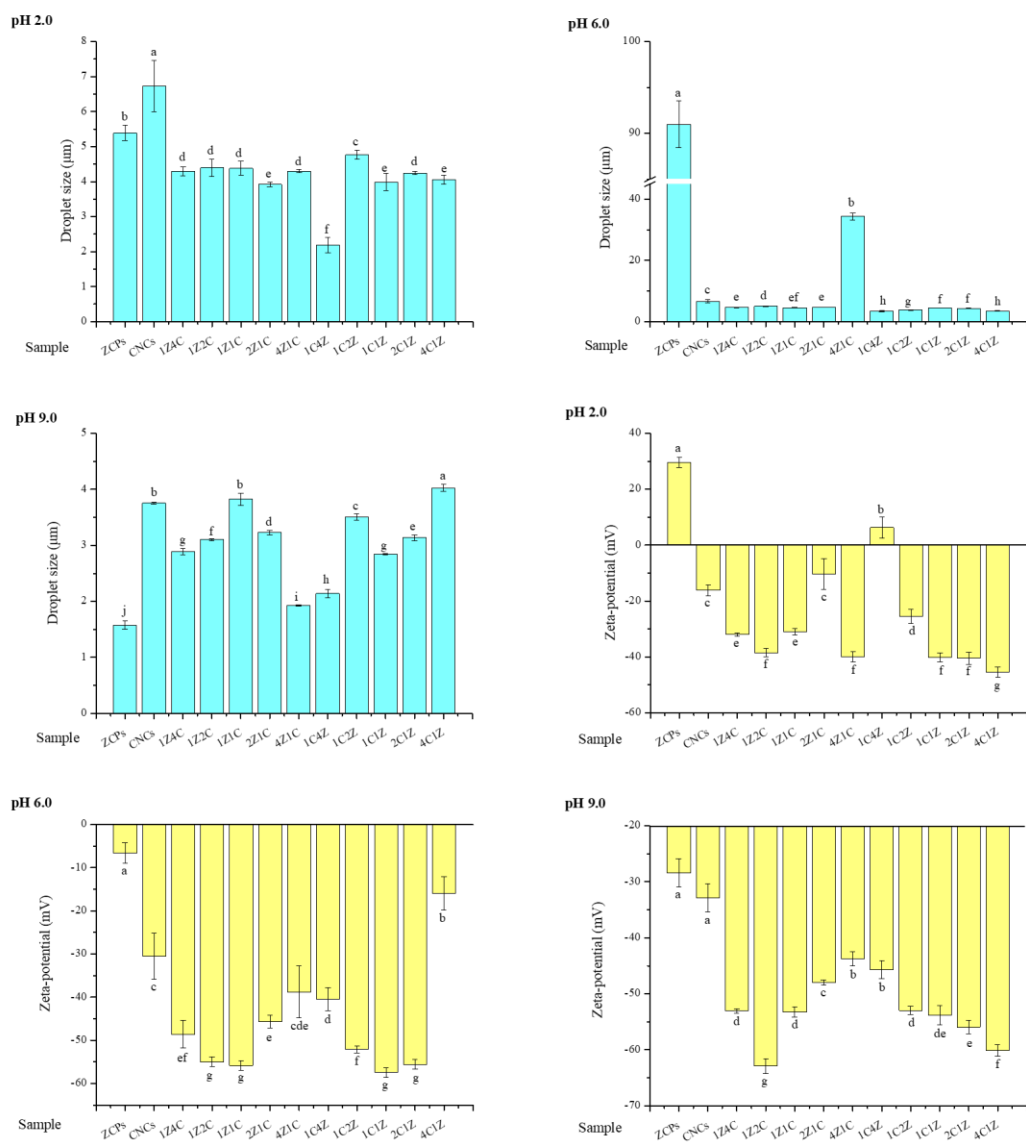 pH 2.0
8
7
6
5
4
3
2
1
0
Droplet size (μm)
b
a
d
d
d
e
d
f
c
e
d
e
Sample
ZCPs
CNCs
1Z4C
1Z2C
1Z1C
2Z1C
4Z1C
1C4Z
1C2Z
1C1Z
2C1Z
4C1Z
pH 6.0
100
90
40
20
0
Droplet size (μm)
a
c
e
d
ef
e
b
h
g
f
f
h
Sample
ZCPs
CNCs
1Z4C
1Z2C
1Z1C
2Z1C
4Z1C
1C4Z
1C2Z
1C1Z
2C1Z
4C1Z
pH 9.0
5
4
3
2
1
0
Droplet size (μm)
j
b
g
f
b
d
i
h
c
g
e
a
Sample
ZCPs
CNCs
1Z4C
1Z2C
1Z1C
2Z1C
4Z1C
1C4Z
1C2Z
1C1Z
2C1Z
4C1Z
pH 2.0
40
20
0
-20
-40
-60
Zeta-potential (mV)
a
c
e
f
e
c
f
b
d
f
f
g
Sample
ZCPs
CNCs
1Z4C
1Z2C
1Z1C
2Z1C
4Z1C
1C4Z
1C2Z
1C1Z
2C1Z
4C1Z
pH 6.0
0
-10
-20
-30
-40
-50
-60
Zeta-potential (mV)
a
c
ef
g
g
e
cde
d
f
g
g
b
Sample
ZCPs
CNCs
1Z4C
1Z2C
1Z1C
2Z1C
4Z1C
1C4Z
1C2Z
1C1Z
2C1Z
4C1Z
pH 9.0
-20
-30
-40
-50
-60
-70
Zeta-potential (mV)
a
a
d
g
d
c
b
b
d
de
e
f
Sample
ZCPs
CNCs
1Z4C
1Z2C
1Z1C
2Z1C
4Z1C
1C4Z
1C2Z
1C1Z
2C1Z
4C1Z